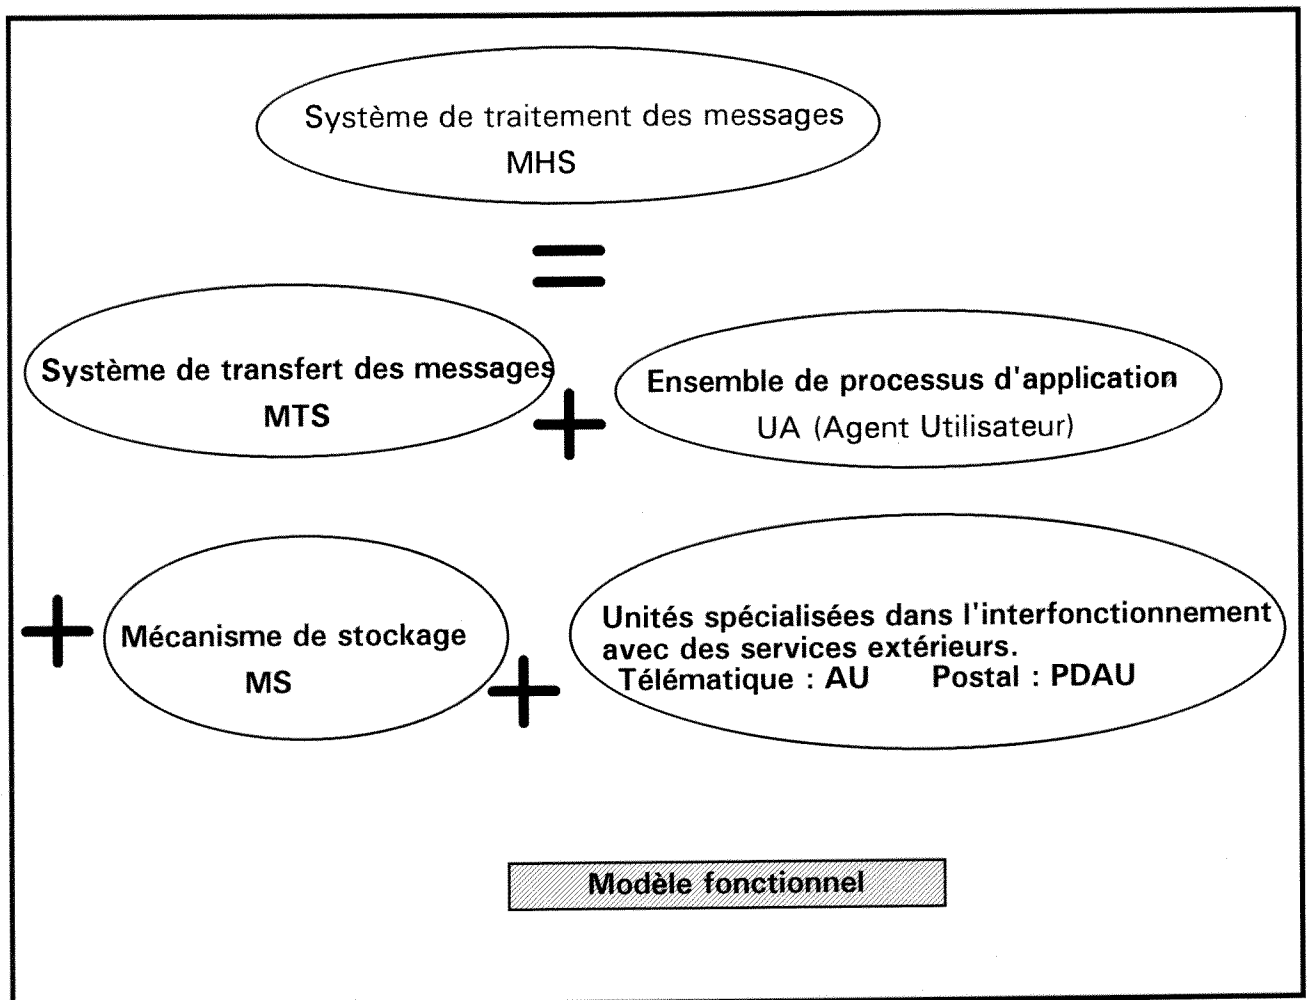 Système de traitement des messages
MHS
=
Système de transfert des messages
MTS
+
Ensemble de processus d'application
UA (Agent Utilisateur)
+
Mécanisme de stockage
MS
+
Unités spécialisées dans l'interfonctionnement
avec des services extérieurs.
Télématique : AU Postal : PDAU
Modèle fonctionnel